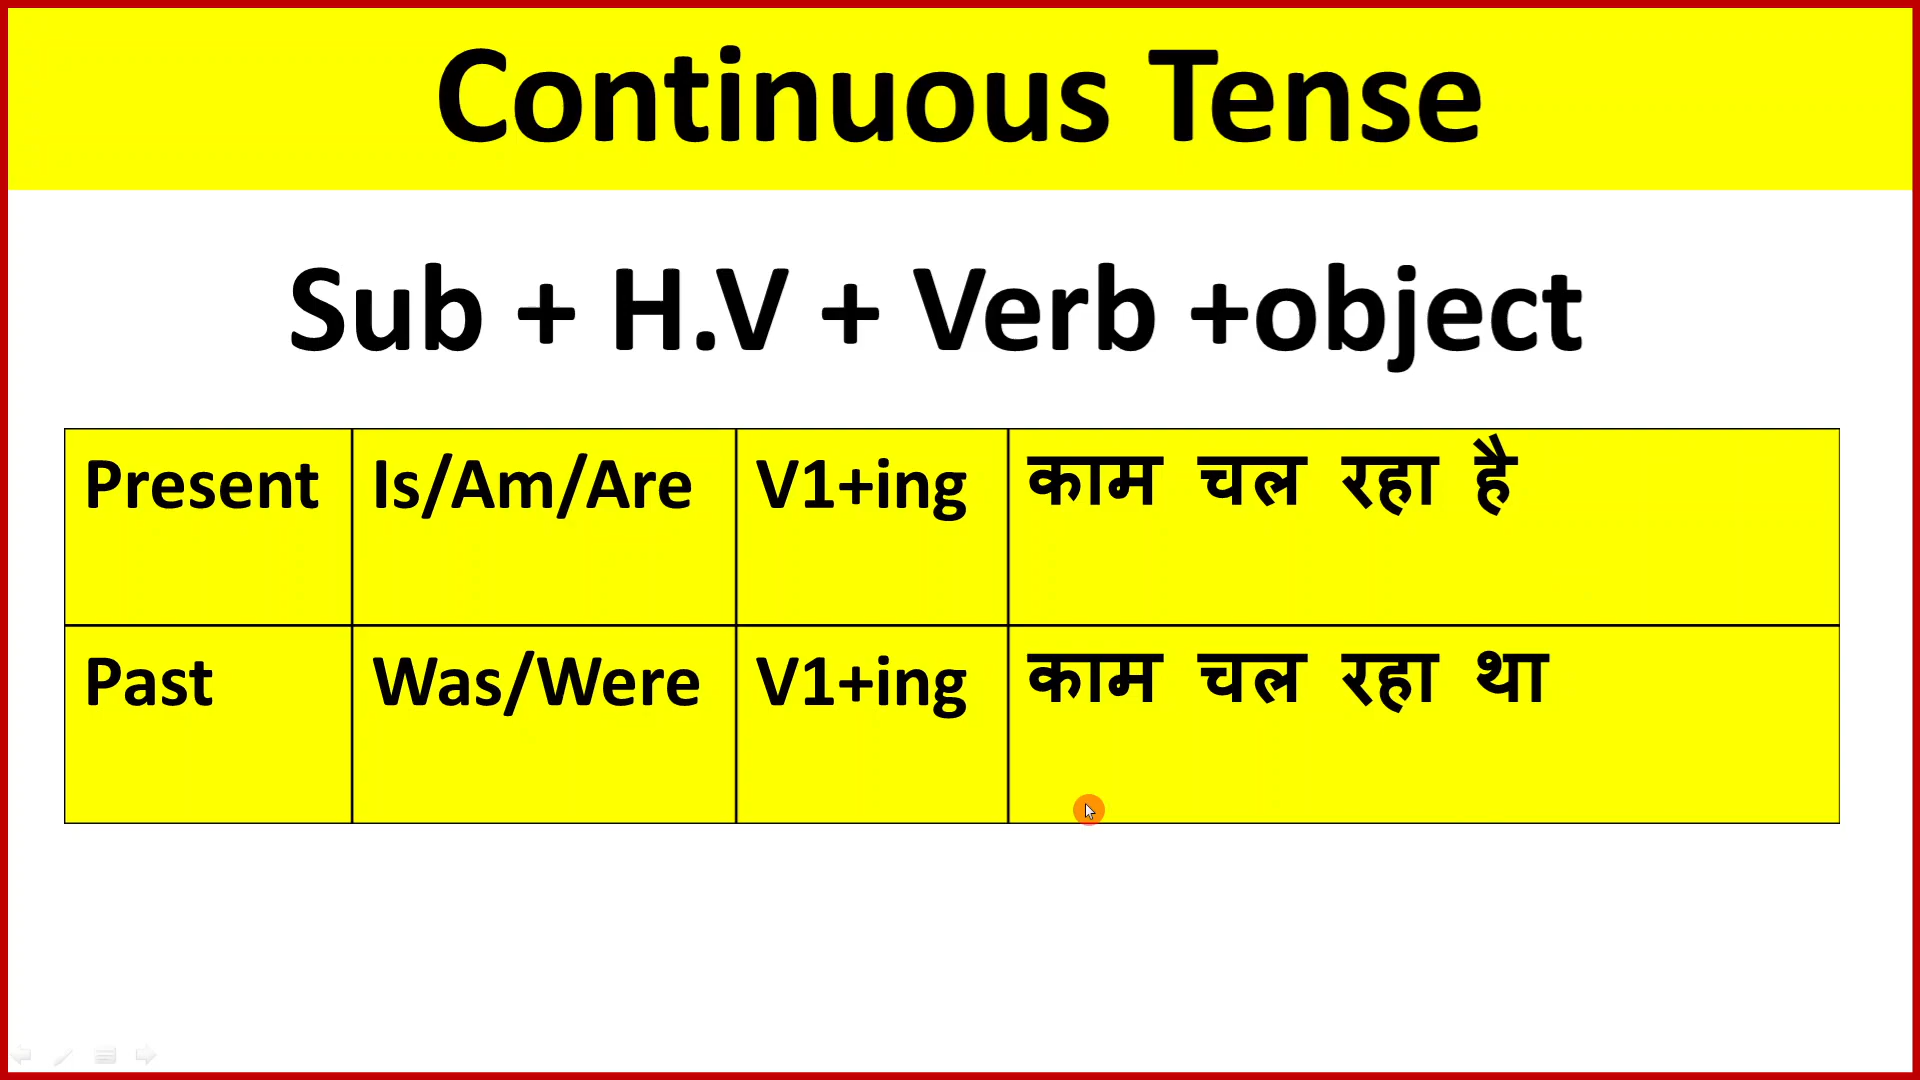 Continuous Tense
Sub + H.V + Verb +object
Present Is/Am/Are V1+ing काम चल रहा है
Past Was/Were V1+ing काम चल रहा था